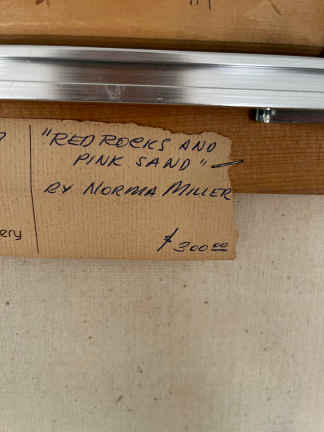 "RED ROCKS AND
PINK SAND"
BY NORMA MILLER
ery
$300.00